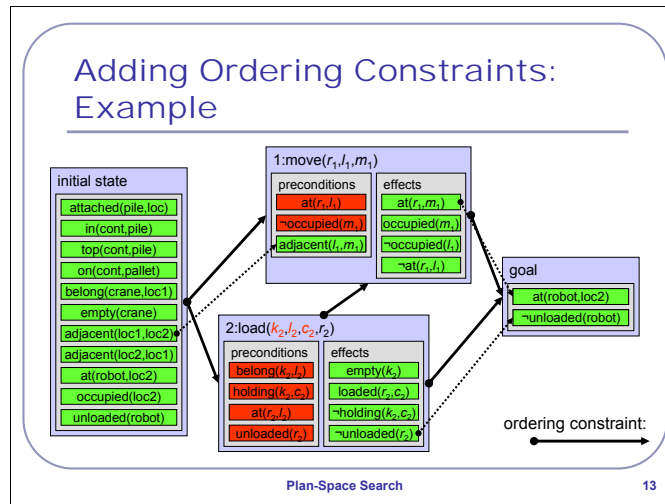 Adding Ordering Constraints:
Example
initial state
attached(pile,loc)
in(cont,pile)
top(cont,pile)
on(cont,pallet)
belong(crane,loc1)
empty(crane)
adjacent(loc1,loc2)
adjacent(loc2,loc1)
at(robot,loc2)
occupied(loc2)
unloaded(robot)
1:move(r₁,l₁,m₁)
preconditions
at(r₁,l₁)
¬occupied(m₁)
adjacent(l₁,m₁)
effects
at(r₁,m₁)
occupied(m₁)
¬occupied(l₁)
¬at(r₁,l₁)
2:load(k₂,l₂,c₂,r₂)
preconditions
belong(k₂,l₂)
holding(k₂,c₂)
at(r₂,l₂)
unloaded(r₂)
effects
empty(k₂)
loaded(r₂,c₂)
¬holding(k₂,c₂)
¬unloaded(r₂)
goal
at(robot,loc2)
¬unloaded(robot)
ordering constraint:
Plan-Space Search
13